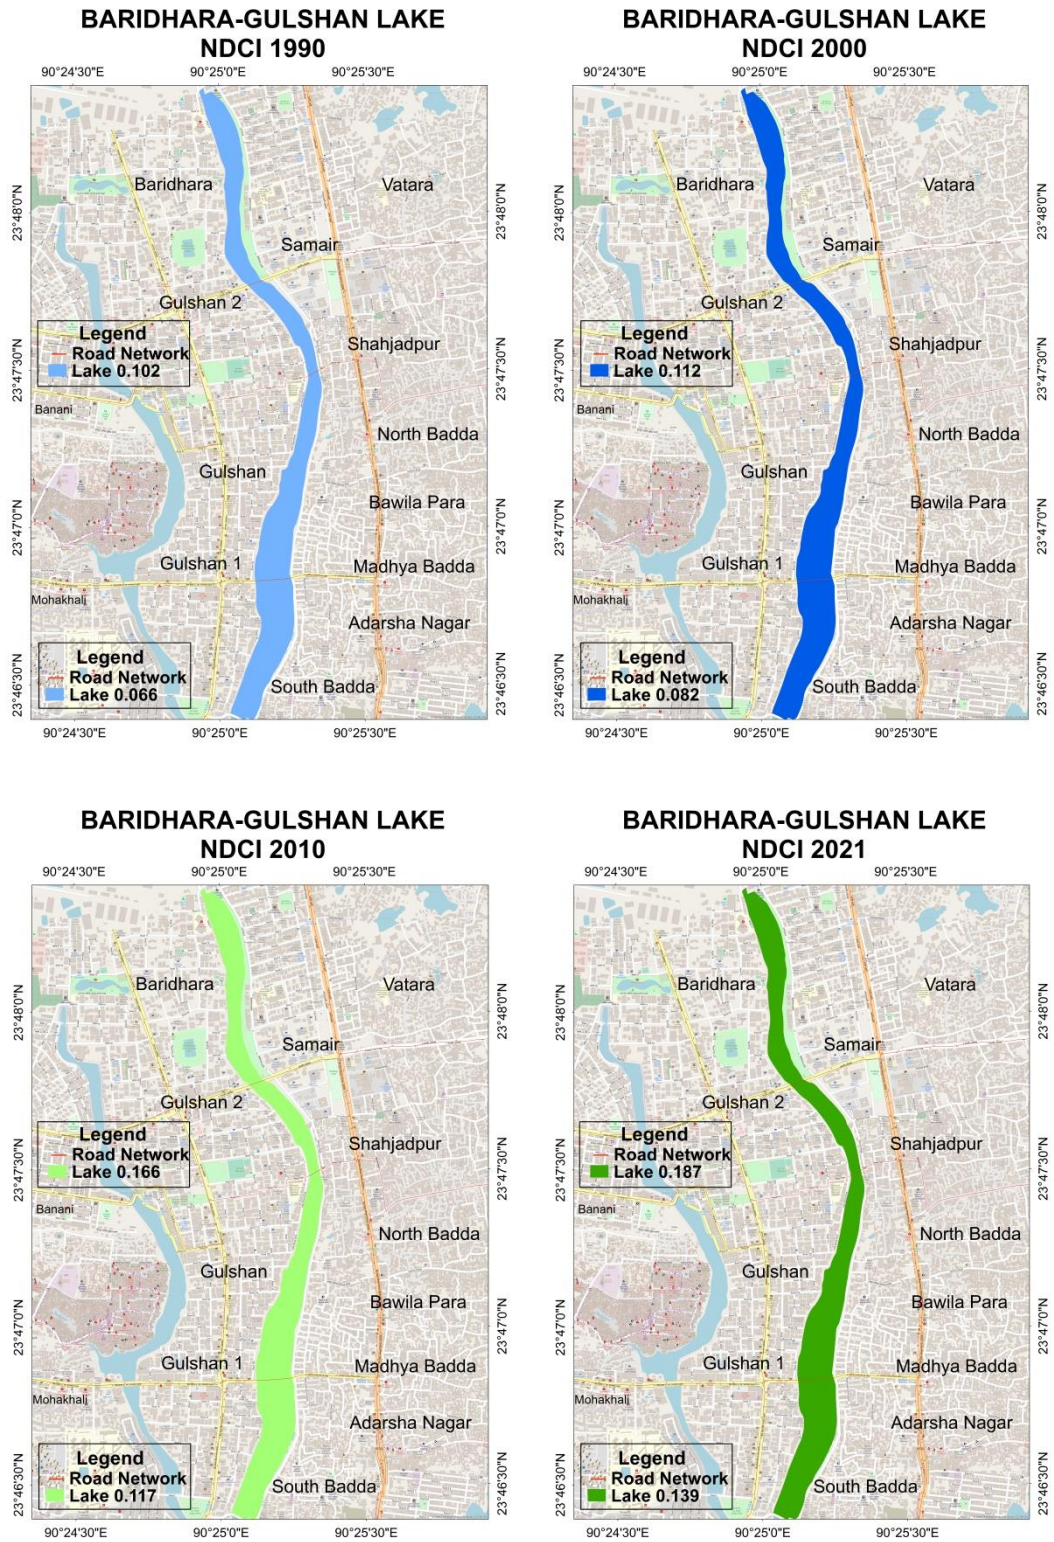 BARIDHARA-GULSHAN LAKE
NDCI 1990
90°24'30"E
90°25'0"E
90°25'30"E
23°48'0"N
23°47'30"N
23°47'0"N
23°46'30"N
Baridhara
Vatara
Samair
Gulshan 2
Legend
Road Network
Lake 0.102
Shahjadpur
Banani
North Badda
Gulshan
Bawila Para
Gulshan 1
Madhya Badda
Mohakhali
Adarsha Nagar
Legend
Road Network
Lake 0.066
South Badda
23°48'0"N
23°47'30"N
23°47'0"N
23°46'30"N
90°24'30"E
90°25'0"E
90°25'30"E
BARIDHARA-GULSHAN LAKE
NDCI 2000
90°24'30"E
90°25'0"E
90°25'30"E
23°48'0"N
23°47'30"N
23°47'0"N
23°46'30"N
Baridhara
Vatara
Samair
Gulshan 2
Legend
Road Network
Lake 0.112
Shahjadpur
Banani
North Badda
Gulshan
Bawila Para
Gulshan 1
Madhya Badda
Mohakhali
Adarsha Nagar
Legend
Road Network
Lake 0.082
South Badda
23°48'0"N
23°47'30"N
23°47'0"N
23°46'30"N
90°24'30"E
90°25'0"E
90°25'30"E
BARIDHARA-GULSHAN LAKE
NDCI 2010
90°24'30"E
90°25'0"E
90°25'30"E
23°48'0"N
23°47'30"N
23°47'0"N
23°46'30"N
Baridhara
Vatara
Samair
Gulshan 2
Legend
Road Network
Lake 0.166
Shahjadpur
Banani
North Badda
Gulshan
Bawila Para
Gulshan 1
Madhya Badda
Mohakhali
Adarsha Nagar
Legend
Road Network
Lake 0.117
South Badda
23°48'0"N
23°47'30"N
23°47'0"N
23°46'30"N
90°24'30"E
90°25'0"E
90°25'30"E
BARIDHARA-GULSHAN LAKE
NDCI 2021
90°24'30"E
90°25'0"E
90°25'30"E
23°48'0"N
23°47'30"N
23°47'0"N
23°46'30"N
Baridhara
Vatara
Samair
Gulshan 2
Legend
Road Network
Lake 0.187
Shahjadpur
Banani
North Badda
Gulshan
Bawila Para
Gulshan 1
Madhya Badda
Mohakhali
Adarsha Nagar
Legend
Road Network
Lake 0.139
South Badda
23°48'0"N
23°47'30"N
23°47'0"N
23°46'30"N
90°24'30"E
90°25'0"E
90°25'30"E